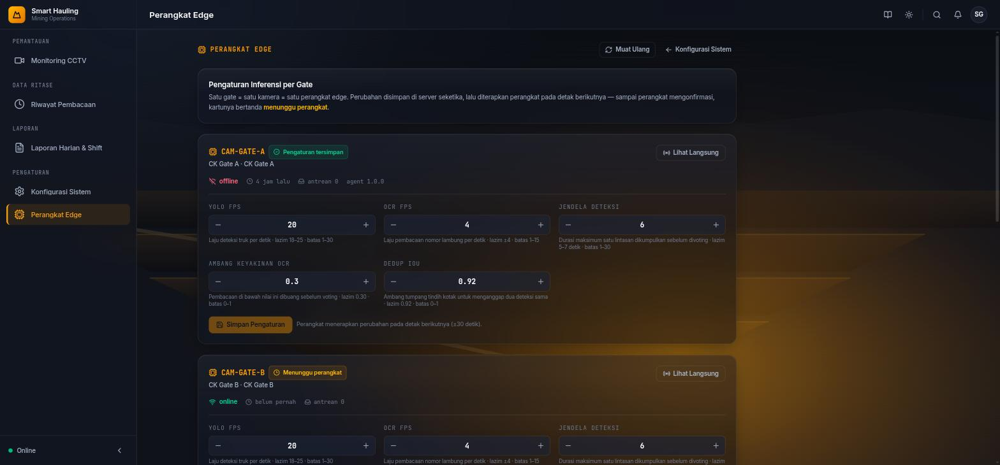 Smart Hauling
Mining Operations
Perangkat Edge
SG
PEMANTAUAN
Monitoring CCTV
DATA RITASE
Riwayat Pembacaan
LAPORAN
Laporan Harian & Shift
PENGATURAN
Konfigurasi Sistem
Perangkat Edge
Online
PERANGKAT EDGE
Muat Ulang
Konfigurasi Sistem
Pengaturan Inferensi per Gate
Satu gate = satu kamera = satu perangkat edge. Perubahan disimpan di server seketika, lalu diterapkan perangkat pada detak berikutnya — sampai perangkat mengonfirmasi,
kartunya bertanda menunggu perangkat.
CAM-GATE-A Pengaturan tersimpan Lihat Langsung
CK Gate A · CK Gate A
offline 4 jam lalu antrean 0 agent 1.0.0
YOLO FPS
− 20 +
Laju deteksi truk per detik · lazim 18–25 · batas 1–30
OCR FPS
− 4 +
Laju pembacaan nomor lambung per detik · lazim ±4 · batas 1–15
JENDELA DETEKSI
− 6 +
Durasi maksimum satu lintasan dikumpulkan sebelum divoting · lazim
5–7 detik · batas 1–30
AMBANG KEYAKINAN OCR
− 0.3 +
Pembacaan di bawah nilai ini dibuang sebelum voting · lazim 0.30 ·
batas 0–1
DEDUP IOU
− 0.92 +
Ambang tumpang tindih kotak untuk menganggap dua deteksi sama
· lazim 0.92 · batas 0–1
Simpan Pengaturan Perangkat menerapkan perubahan pada detak berikutnya (±30 detik).
CAM-GATE-B Menunggu perangkat Lihat Langsung
CK Gate B · CK Gate B
online belum pernah antrean 0
YOLO FPS
− 20 +
Laju deteksi truk per detik · lazim 18–25 · batas 1–30
OCR FPS
− 4 +
Laju pembacaan nomor lambung per detik · lazim ±4 · batas 1–15
JENDELA DETEKSI
− 6 +
Durasi maksimum satu lintasan dikumpulkan sebelum divoting · lazim